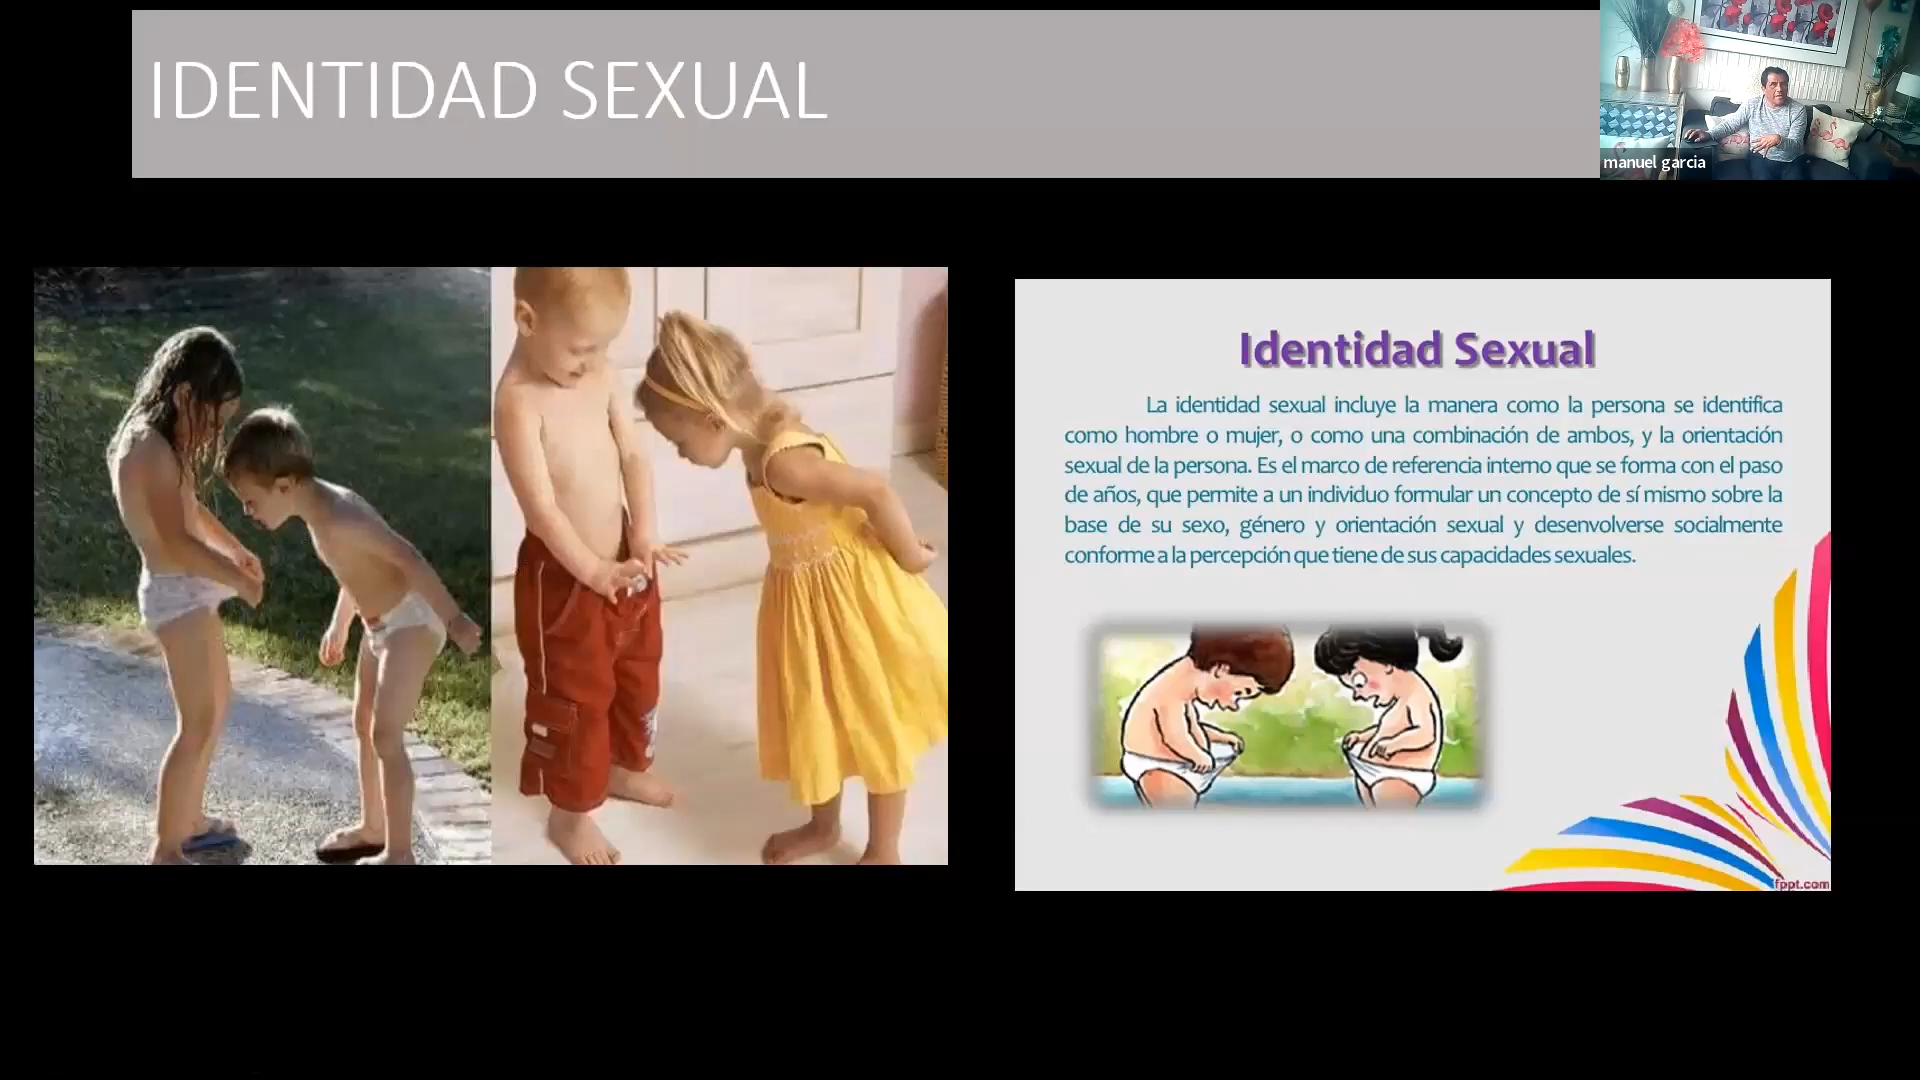 IDENTIDAD SEXUAL
manuel garcia
Identidad Sexual
La identidad sexual incluye la manera como la persona se identifica
como hombre o mujer, o como una combinación de ambos, y la orientación
sexual de la persona. Es el marco de referencia interno que se forma con el paso
de años, que permite a un individuo formular un concepto de sí mismo sobre la
base de su sexo, género y orientación sexual y desenvolverse socialmente
conforme a la percepción que tiene de sus capacidades sexuales.
fppt.com